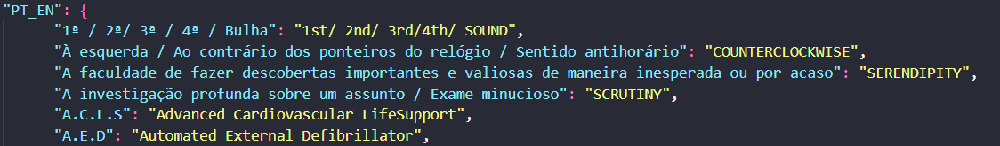 "PT_EN": {
"1ª / 2ª/ 3ª / 4ª / Bulha": "1st/ 2nd/ 3rd/4th/ SOUND",
"À esquerda / Ao contrário dos ponteiros do relógio / Sentido antihorário": "COUNTERCLOCKWISE",
"A faculdade de fazer descobertas importantes e valiosas de maneira inesperada ou por acaso": "SERENDIPITY",
"A investigação profunda sobre um assunto / Exame minucioso": "SCRUTINY",
"A.C.L.S": "Advanced Cardiovascular LifeSupport",
"A.E.D": "Automated External Defibrillator",